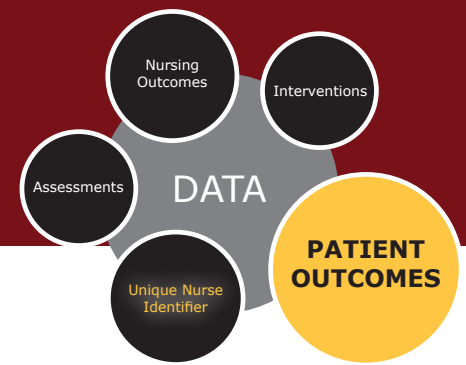 Nursing
Outcomes
Interventions
Assessments
DATA
PATIENT
OUTCOMES
Unique Nurse
Identifier